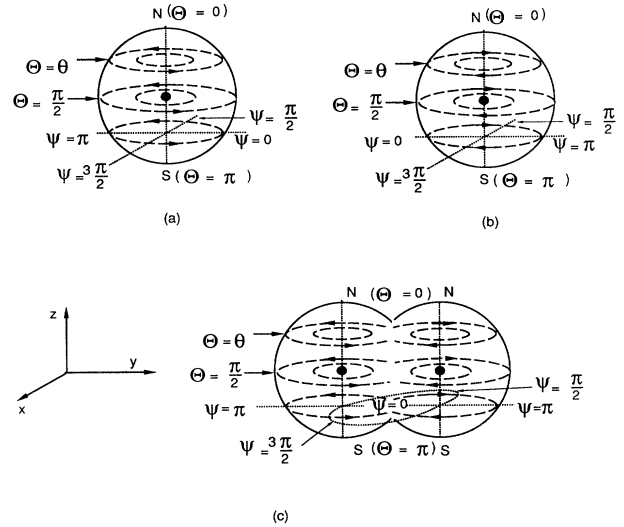 N (Θ = 0)
Θ = θ
Θ = π/2
Ψ = π/2
Ψ = π
Ψ = 0
Ψ = 3π/2
S (Θ = π)
(a)
N (Θ = 0)
Θ = θ
Θ = π/2
Ψ = π/2
Ψ = 0
Ψ = π
Ψ = 3π/2
S (Θ = π)
(b)
N (Θ = 0) N
z
Θ = θ
y
Θ = π/2
x
Ψ = π/2
Ψ = π
Ψ = 0
Ψ = π
Ψ = 3π/2
S (Θ = π) S
(c)